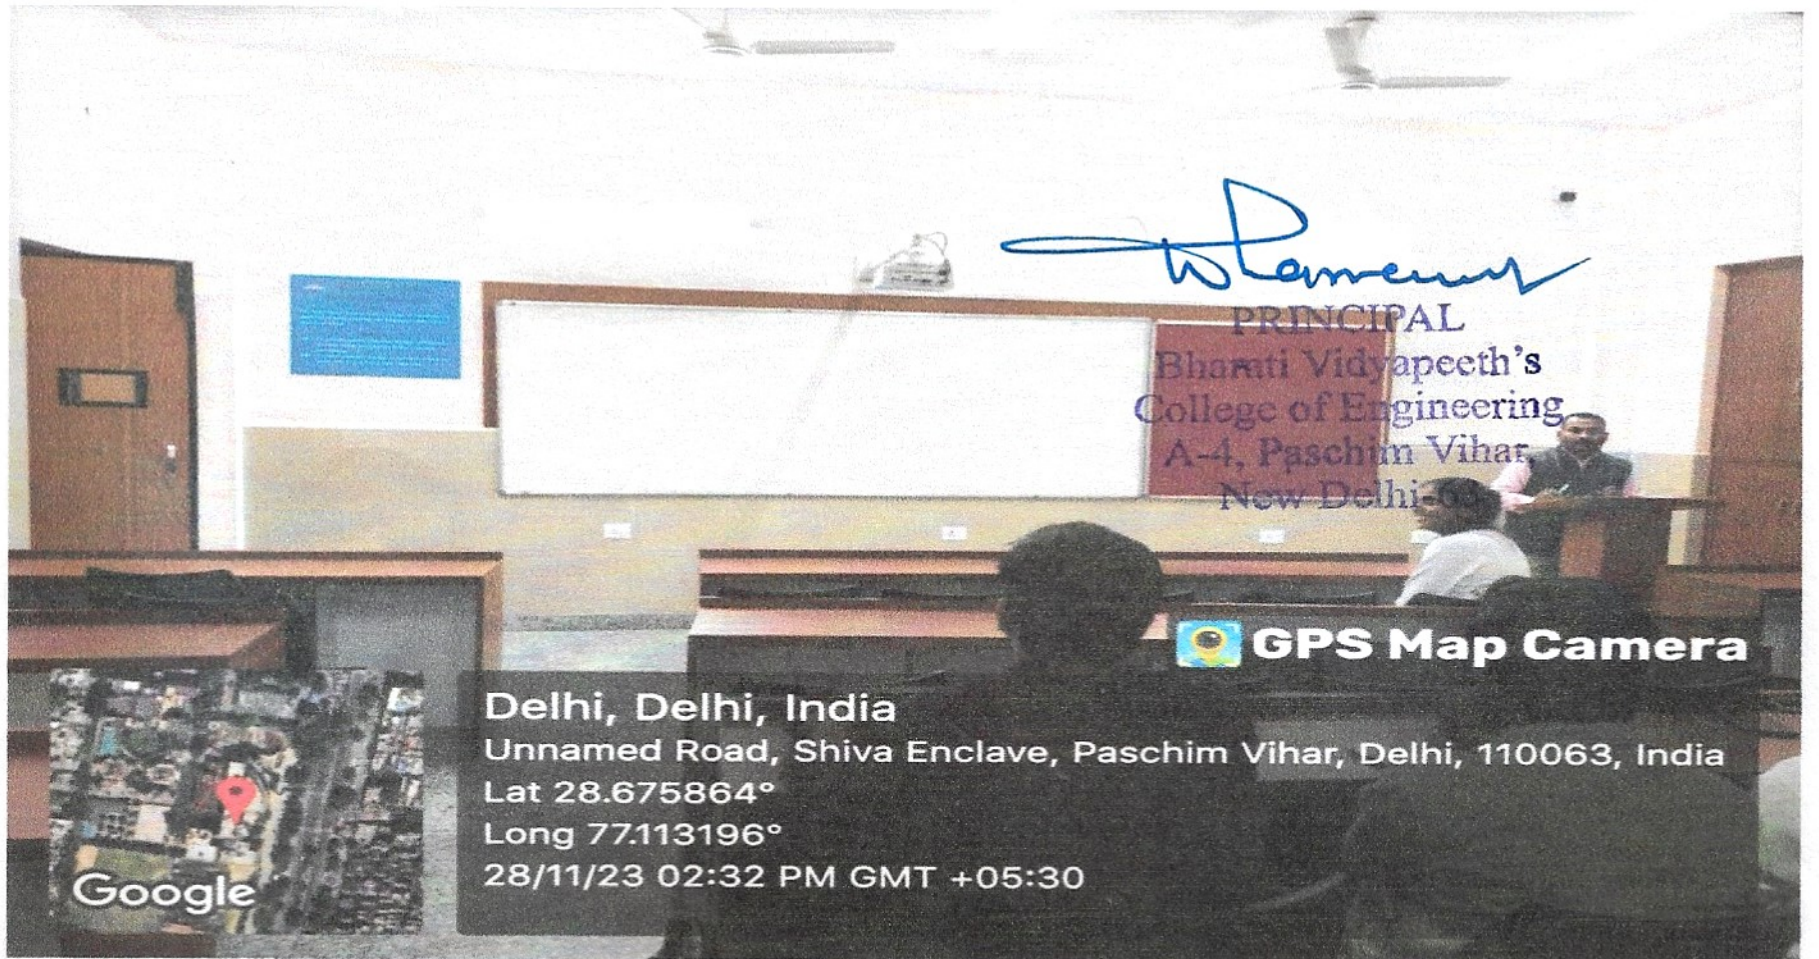 PRINCIPAL
Bharati Vidyapeeth's
College of Engineering
A-4, Paschim Vihar,
New Delhi-63
GPS Map Camera
Delhi, Delhi, India
Unnamed Road, Shiva Enclave, Paschim Vihar, Delhi, 110063, India
Lat 28.675864°
Long 77.113196°
28/11/23 02:32 PM GMT +05:30
Google